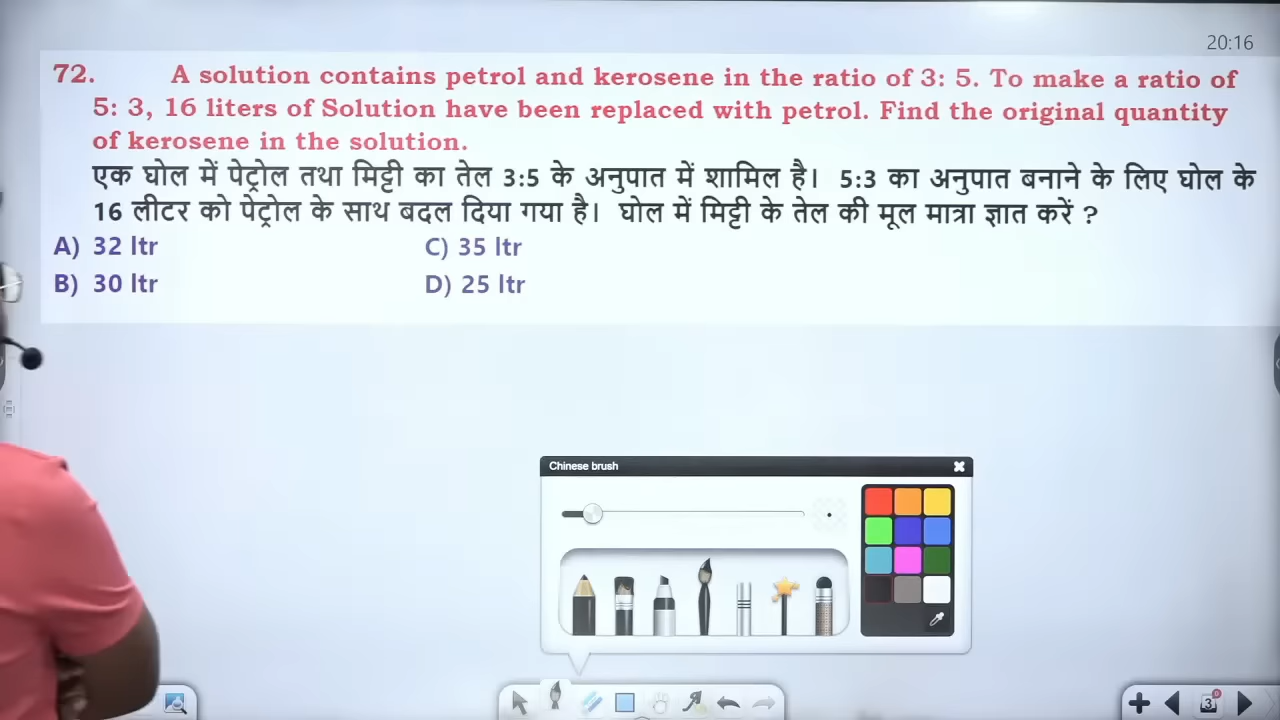 20:16
72. A solution contains petrol and kerosene in the ratio of 3: 5. To make a ratio of
5: 3, 16 liters of Solution have been replaced with petrol. Find the original quantity
of kerosene in the solution.
एक घोल में पेट्रोल तथा मिट्टी का तेल 3:5 के अनुपात में शामिल है। 5:3 का अनुपात बनाने के लिए घोल के
16 लीटर को पेट्रोल के साथ बदल दिया गया है। घोल में मिट्टी के तेल की मूल मात्रा ज्ञात करें ?
A) 32 ltr C) 35 ltr
B) 30 ltr D) 25 ltr
Chinese brush
3